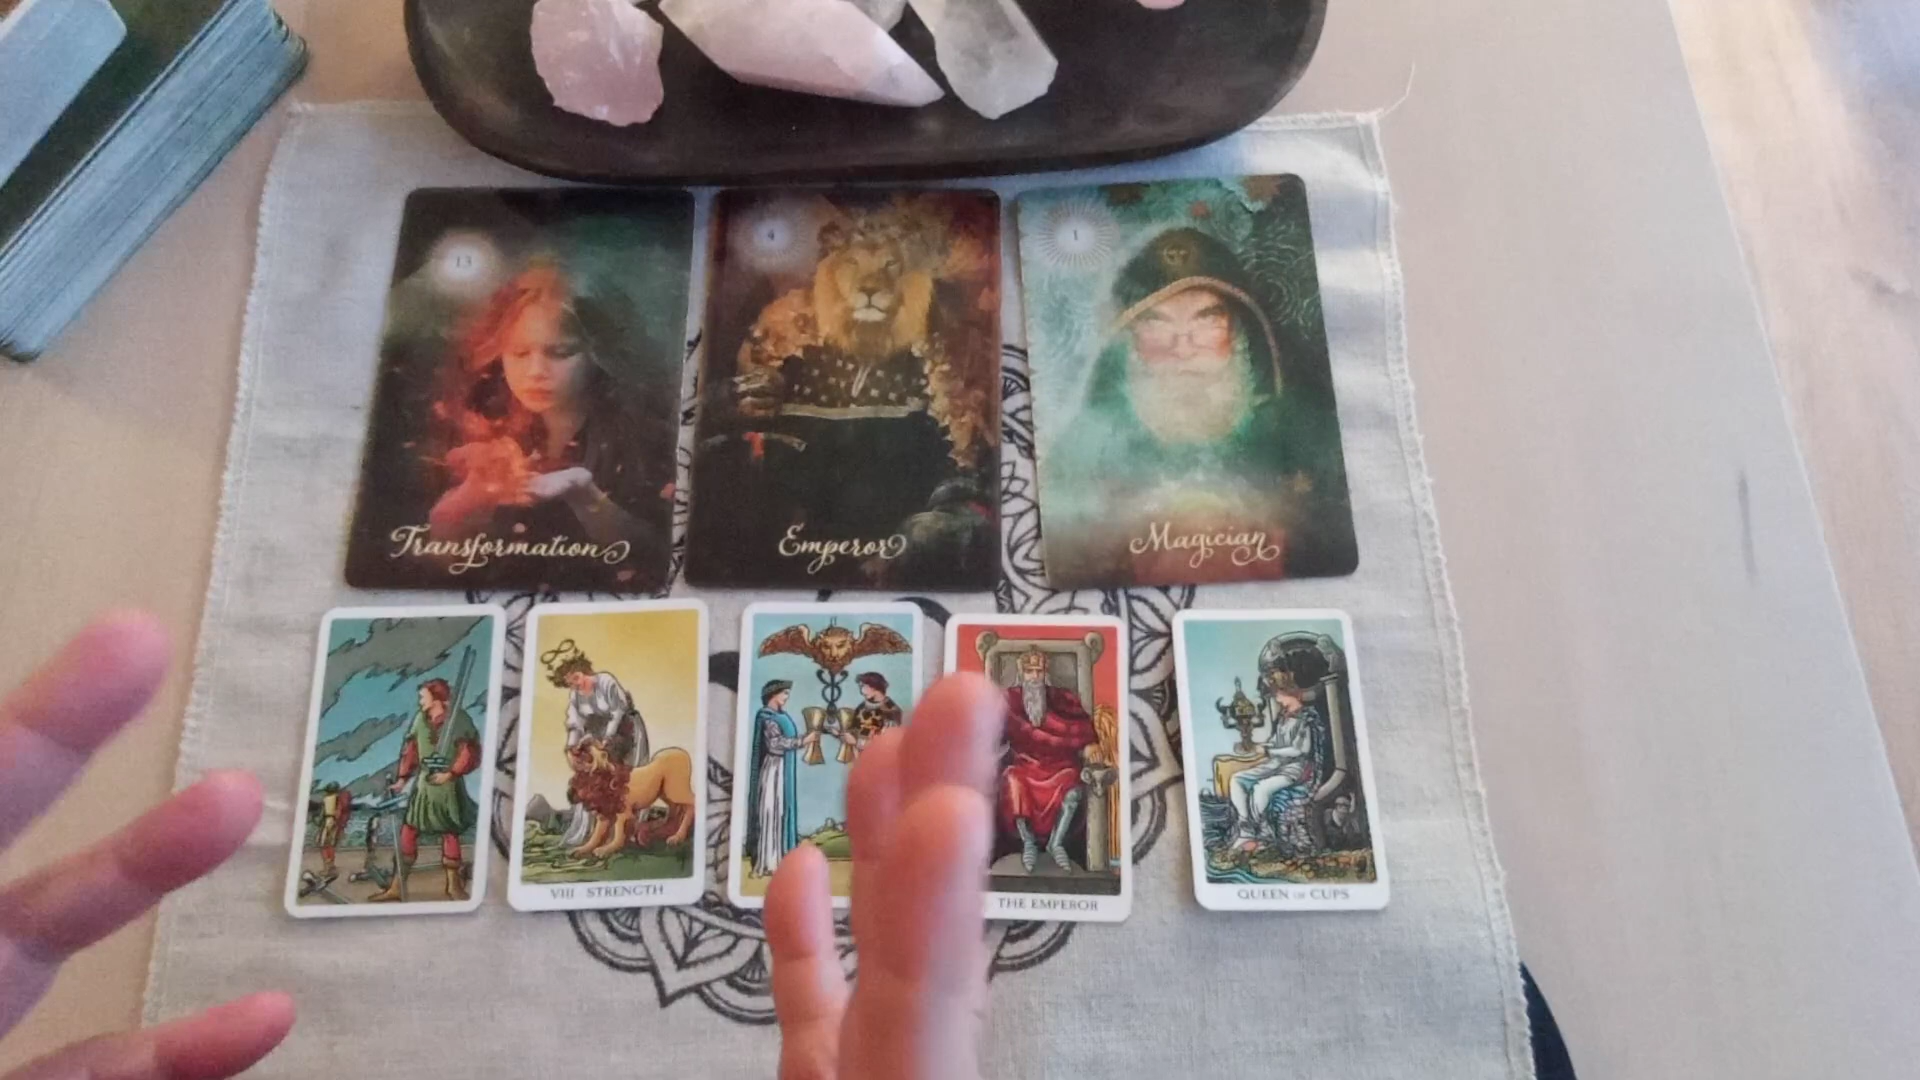 13
4
1
Transformation
Emperor
Magician
VIII STRENGTH
THE EMPEROR
QUEEN OF CUPS